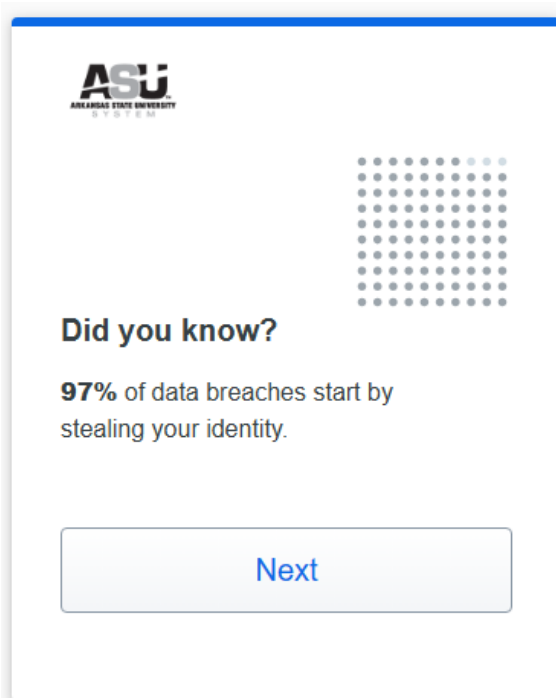 ASU
ARKANSAS STATE UNIVERSITY
SYSTEM
Did you know?
97% of data breaches start by
stealing your identity.
Next